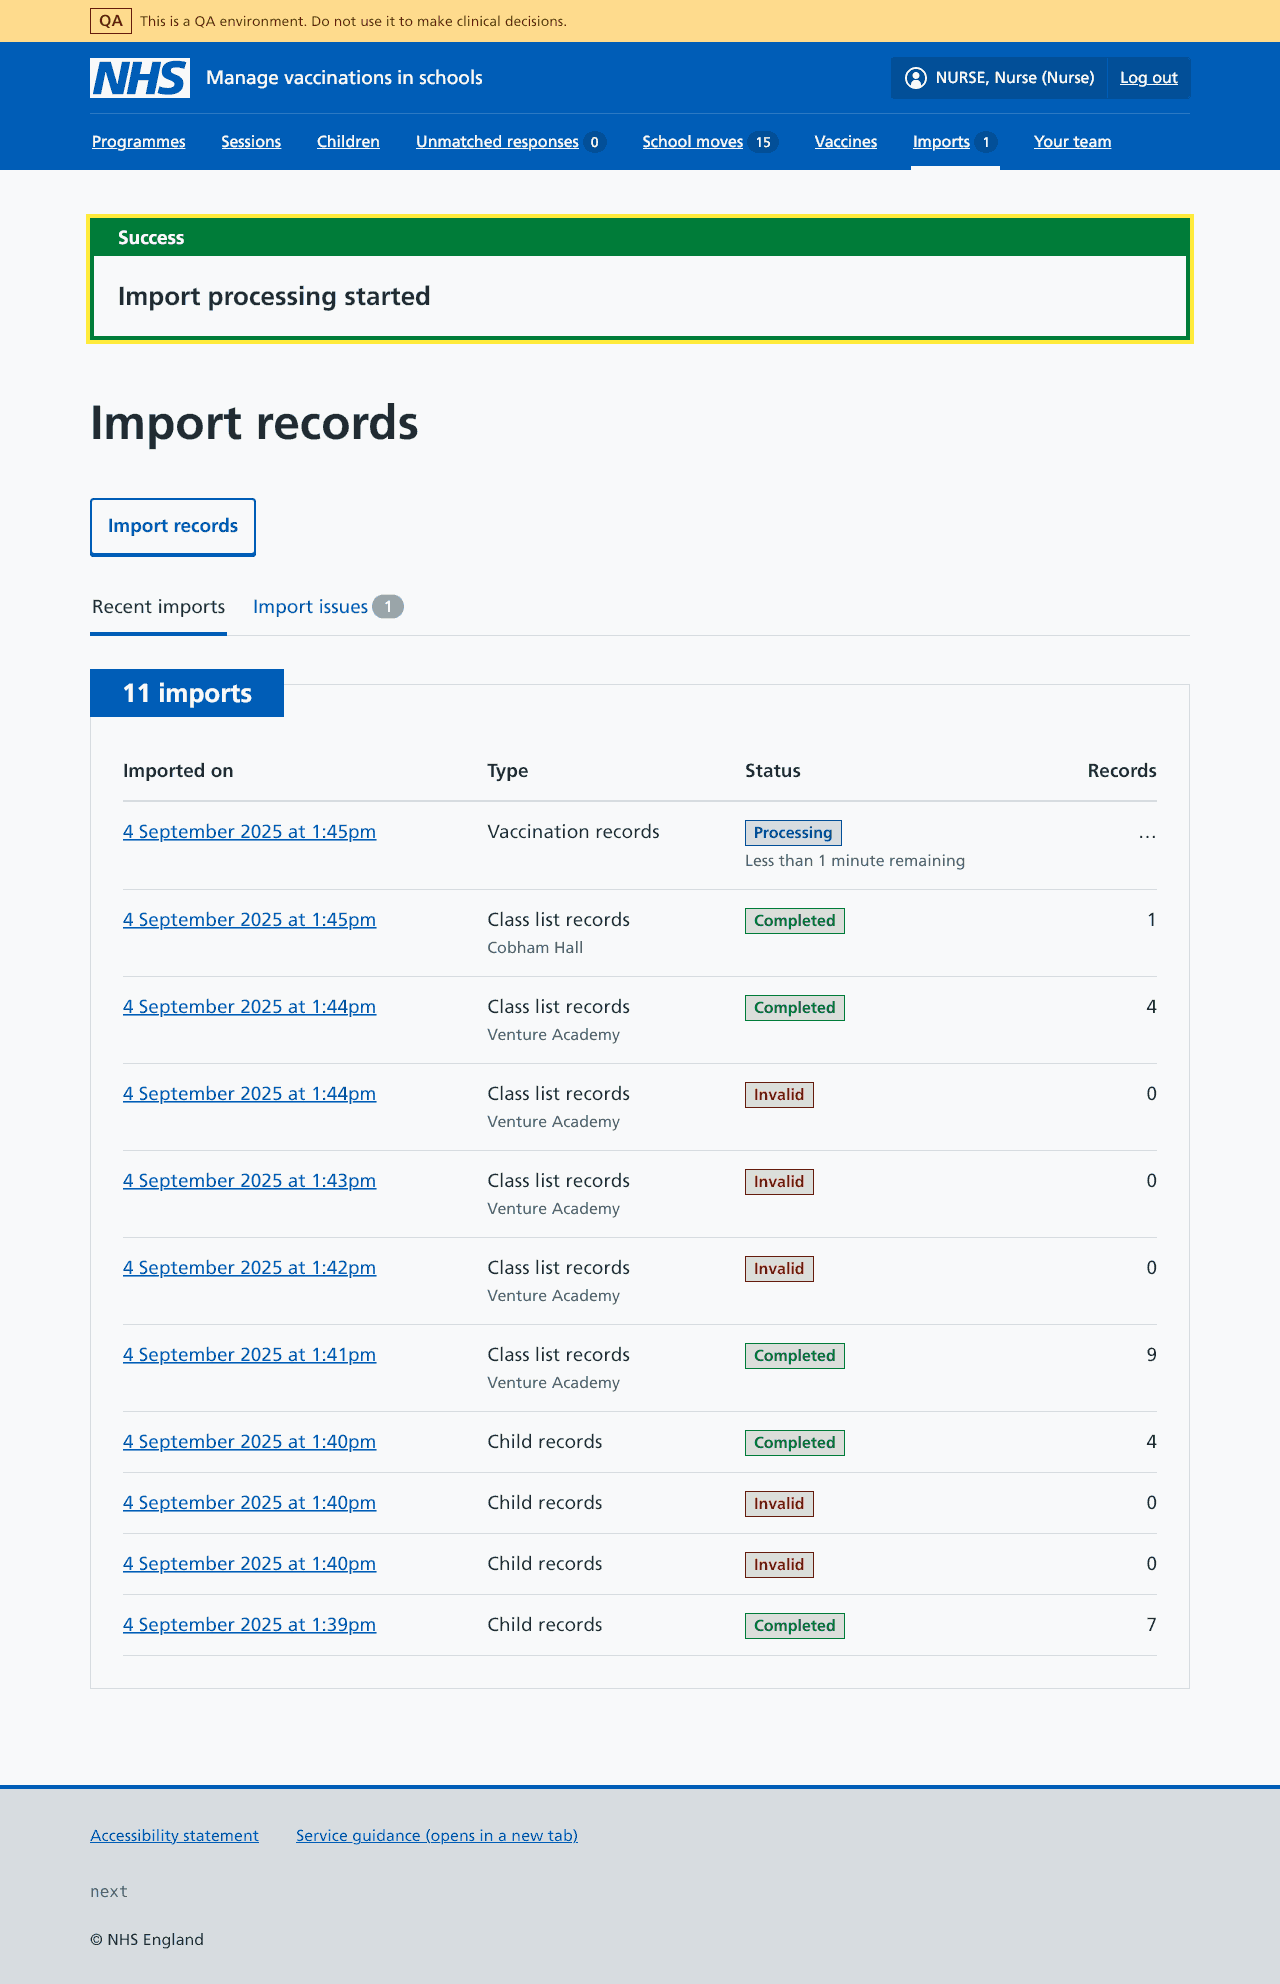 QA This is a QA environment. Do not use it to make clinical decisions.
NHS Manage vaccinations in schools NURSE, Nurse (Nurse) Log out
Programmes Sessions Children Unmatched responses 0 School moves 15 Vaccines Imports 1 Your team
Success
Import processing started
Import records
Import records
Recent imports Import issues 1
11 imports
Imported on Type Status Records
4 September 2025 at 1:45pm Vaccination records Processing …
Less than 1 minute remaining
4 September 2025 at 1:45pm Class list records Completed 1
Cobham Hall
4 September 2025 at 1:44pm Class list records Completed 4
Venture Academy
4 September 2025 at 1:44pm Class list records Invalid 0
Venture Academy
4 September 2025 at 1:43pm Class list records Invalid 0
Venture Academy
4 September 2025 at 1:42pm Class list records Invalid 0
Venture Academy
4 September 2025 at 1:41pm Class list records Completed 9
Venture Academy
4 September 2025 at 1:40pm Child records Completed 4
4 September 2025 at 1:40pm Child records Invalid 0
4 September 2025 at 1:40pm Child records Invalid 0
4 September 2025 at 1:39pm Child records Completed 7
Accessibility statement Service guidance (opens in a new tab)
next
© NHS England